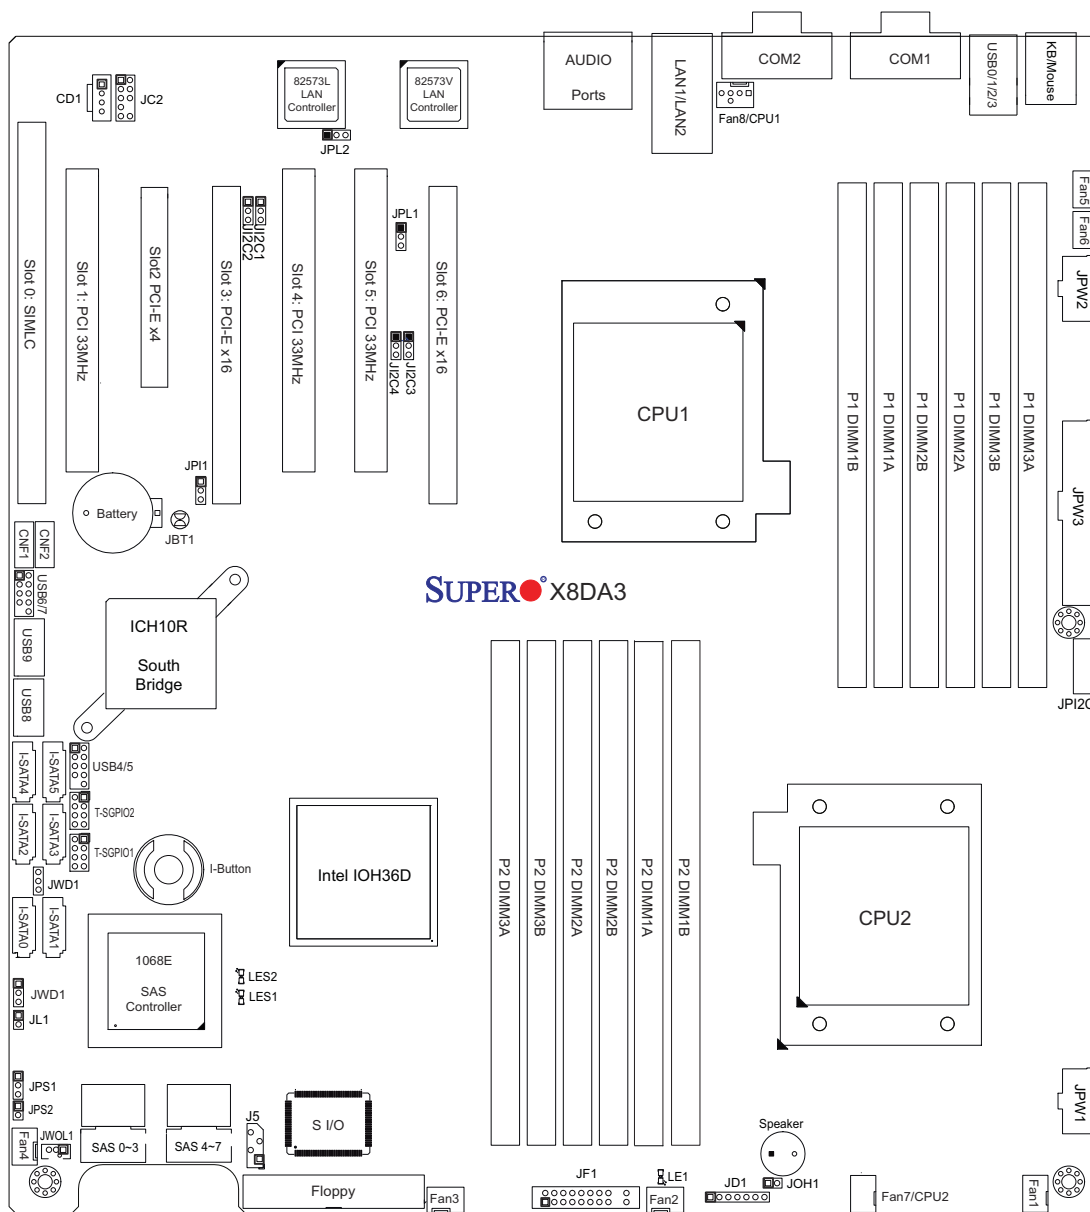 AUDIO
Ports
LAN1/LAN2
COM2
COM1
USB0/1/2/3
KB/Mouse
Fan8/CPU1
CD1
JC2
82573L
LAN
Controller
82573V
LAN
Controller
JPL2
Slot 0: SIMLC
Slot 1: PCI 33MHz
Slot2 PCI-E x4
Slot 3: PCI-E x16
JI2C2
JI2C1
Slot 4: PCI 33MHz
Slot 5: PCI 33MHz
JPL1
JI2C4
JI2C3
Slot 6: PCI-E x16
CPU1
P1 DIMM1B
P1 DIMM1A
P1 DIMM2B
P1 DIMM2A
P1 DIMM3B
P1 DIMM3A
Fan5
Fan6
JPW2
JPW3
JPI2C
JPI1
Battery
JBT1
CNF1
CNF2
USB6/7
USB9
USB8
ICH10R
South
Bridge
SUPER X8DA3
I-SATA4
I-SATA5
USB4/5
T-SGPIO2
I-SATA2
I-SATA3
T-SGPIO1
JWD1
I-Button
I-SATA0
I-SATA1
Intel IOH36D
P2 DIMM3A
P2 DIMM3B
P2 DIMM2A
P2 DIMM2B
P2 DIMM1A
P2 DIMM1B
CPU2
1068E
SAS
Controller
LES2
LES1
JWD1
JL1
JPS1
JPS2
Fan4
JWOL1
SAS 0~3
SAS 4~7
J5
S I/O
Floppy
Fan3
JF1
LE1
Fan2
JD1
Speaker
JOH1
Fan7/CPU2
JPW1
Fan1